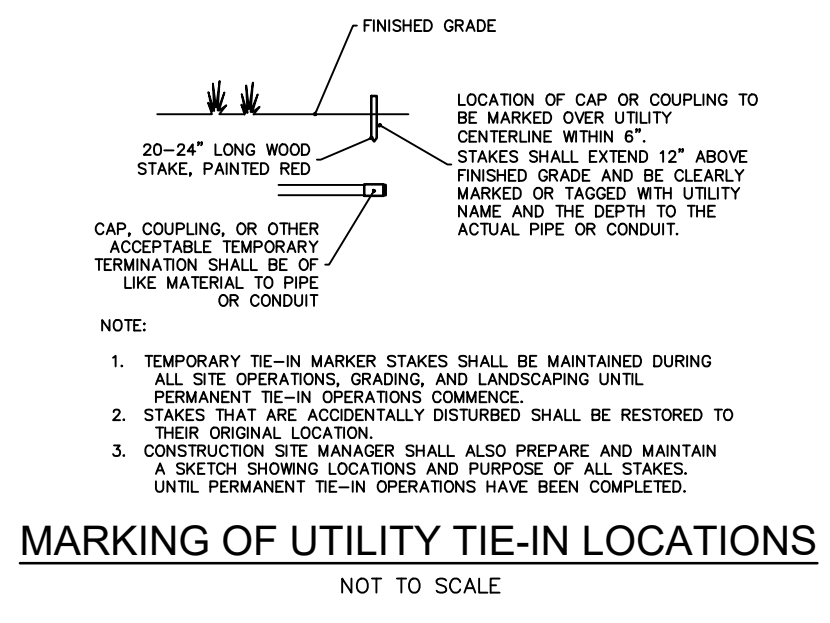 FINISHED GRADE
LOCATION OF CAP OR COUPLING TO
BE MARKED OVER UTILITY
CENTERLINE WITHIN 6".
STAKES SHALL EXTEND 12" ABOVE
FINISHED GRADE AND BE CLEARLY
MARKED OR TAGGED WITH UTILITY
NAME AND THE DEPTH TO THE
ACTUAL PIPE OR CONDUIT.
20-24" LONG WOOD
STAKE, PAINTED RED
CAP, COUPLING, OR OTHER
ACCEPTABLE TEMPORARY
TERMINATION SHALL BE OF
LIKE MATERIAL TO PIPE
OR CONDUIT
NOTE:
1. TEMPORARY TIE-IN MARKER STAKES SHALL BE MAINTAINED DURING
ALL SITE OPERATIONS, GRADING, AND LANDSCAPING UNTIL
PERMANENT TIE-IN OPERATIONS COMMENCE.
2. STAKES THAT ARE ACCIDENTALLY DISTURBED SHALL BE RESTORED TO
THEIR ORIGINAL LOCATION.
3. CONSTRUCTION SITE MANAGER SHALL ALSO PREPARE AND MAINTAIN
A SKETCH SHOWING LOCATIONS AND PURPOSE OF ALL STAKES.
UNTIL PERMANENT TIE-IN OPERATIONS HAVE BEEN COMPLETED.
MARKING OF UTILITY TIE-IN LOCATIONS
NOT TO SCALE